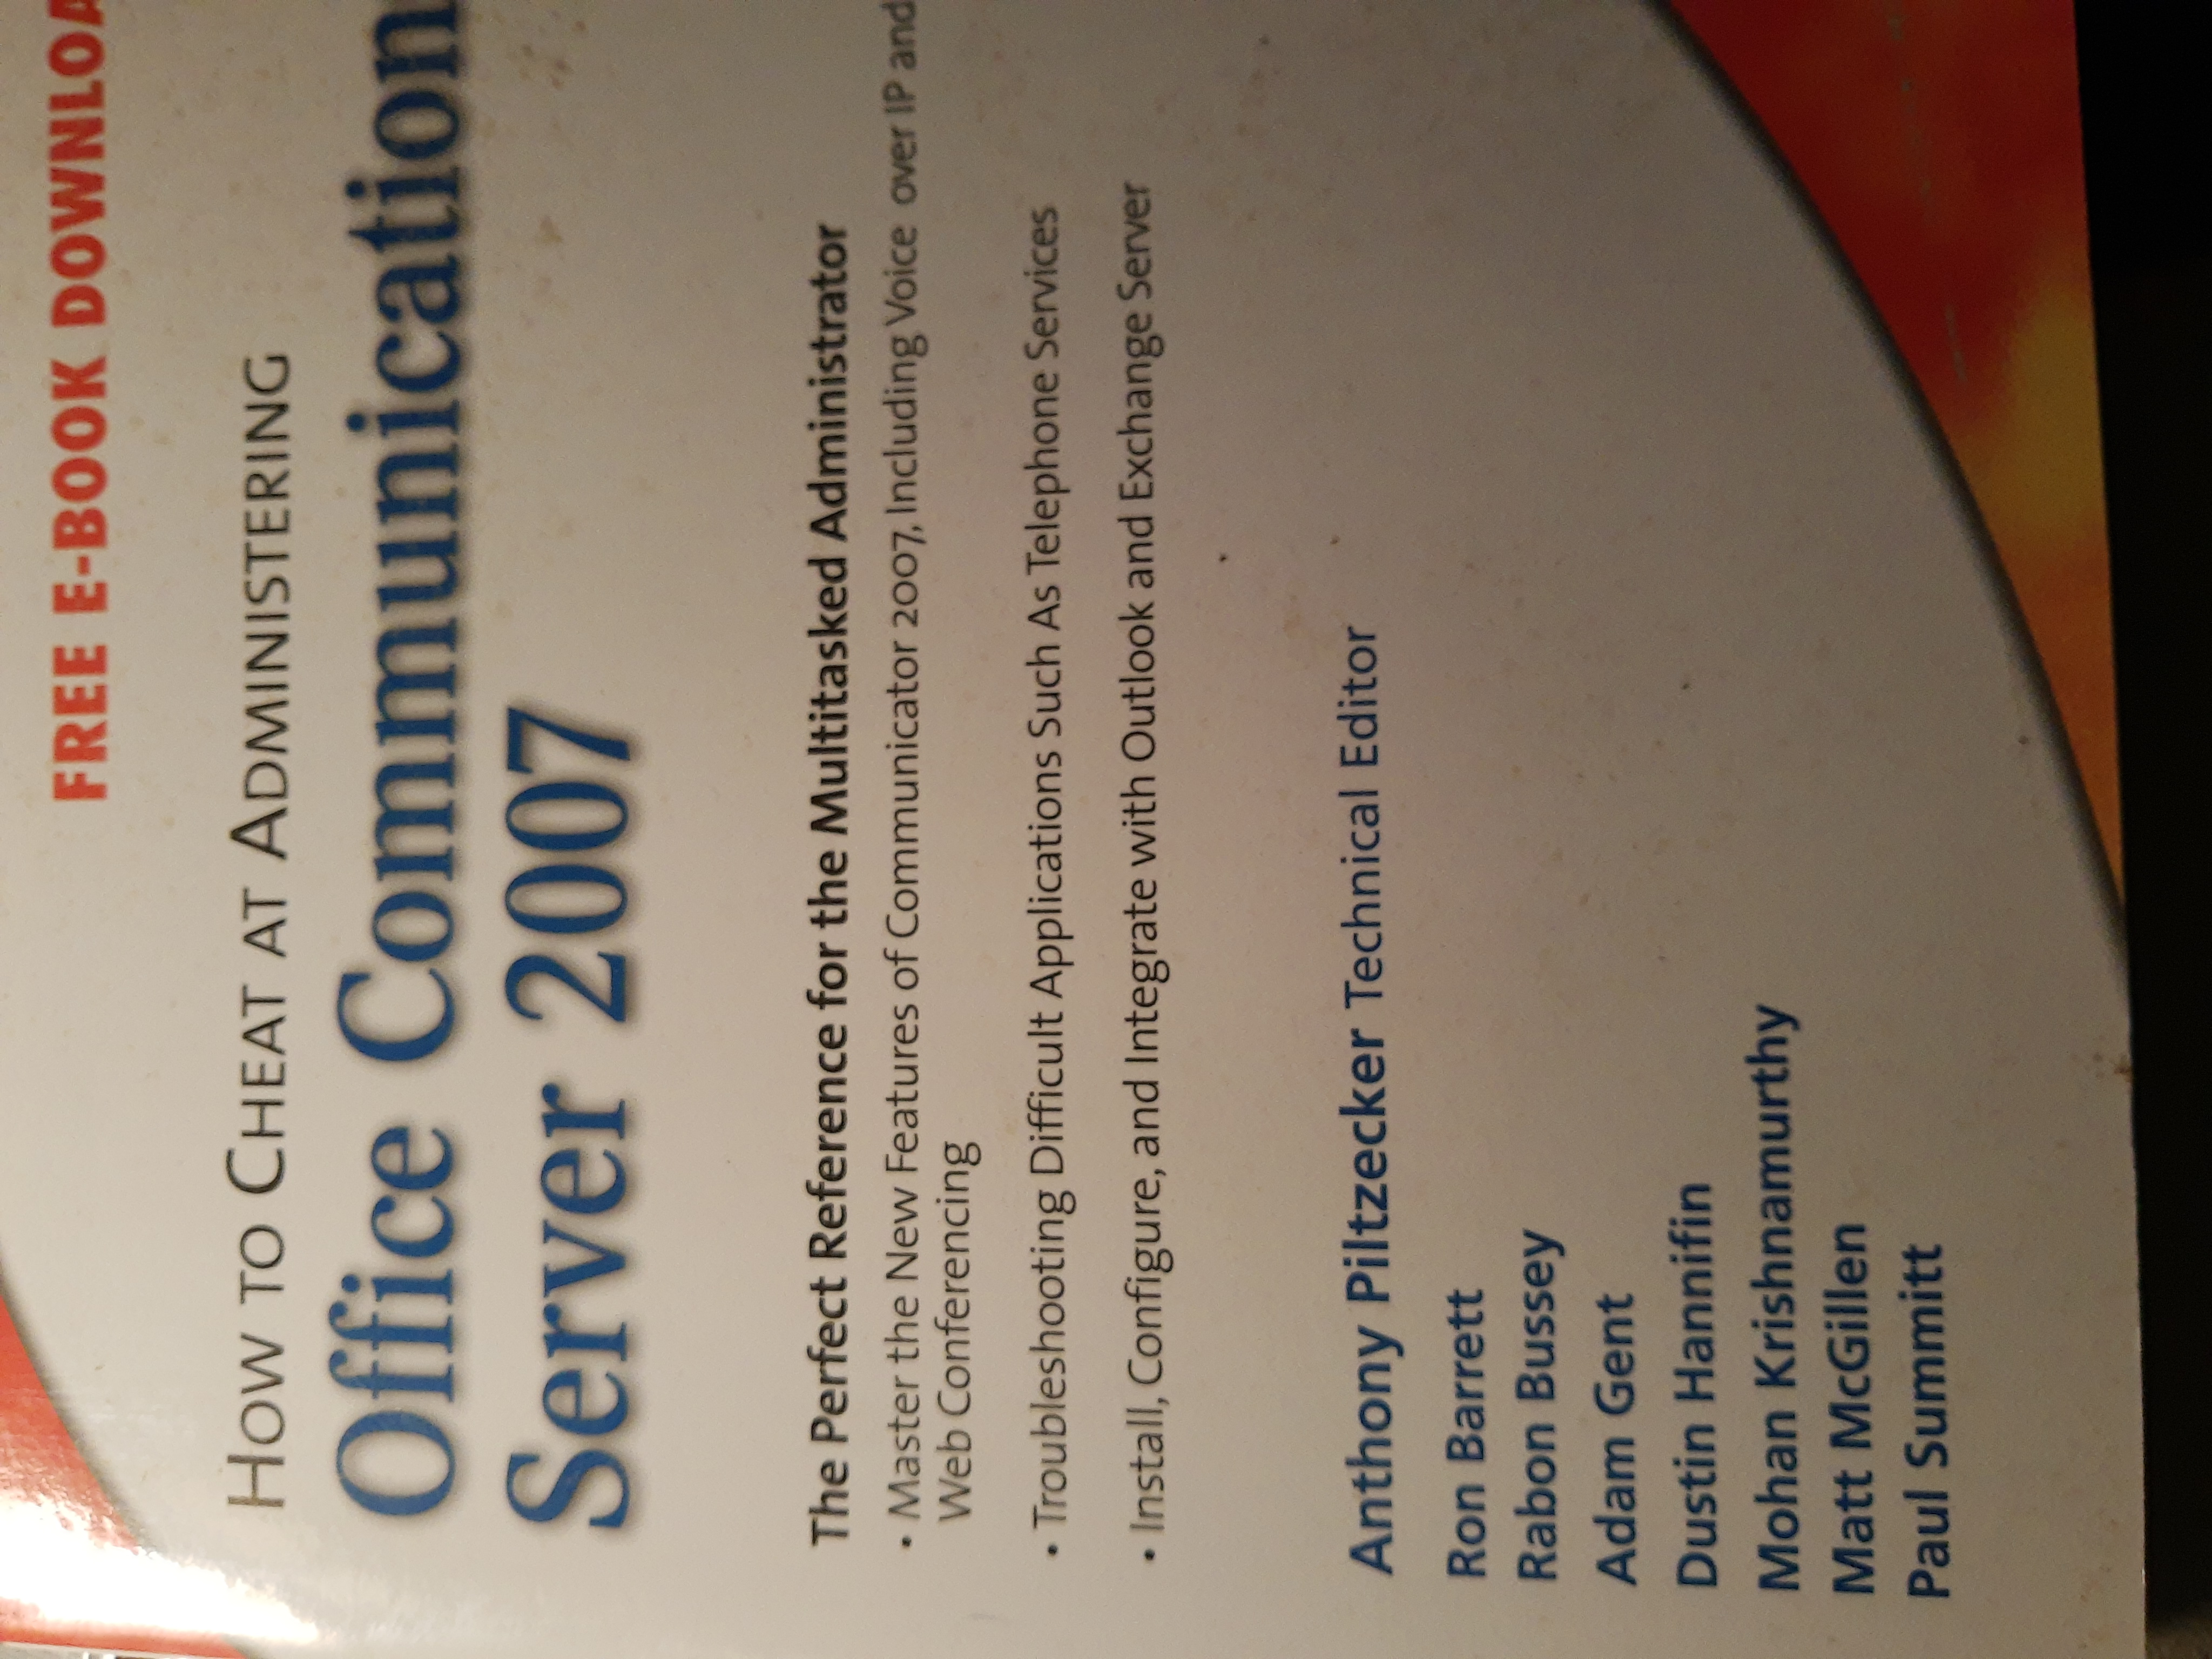 FREE E-BOOK DOWNLOA
HOW TO CHEAT AT ADMINISTERING
Office Communication
Server 2007
The Perfect Reference for the Multitasked Administrator
• Master the New Features of Communicator 2007, Including Voice over IP and
Web Conferencing
• Troubleshooting Difficult Applications Such As Telephone Services
• Install, Configure, and Integrate with Outlook and Exchange Server
Anthony Piltzecker Technical Editor
Ron Barrett
Rabon Bussey
Adam Gent
Dustin Hannifin
Mohan Krishnamurthy
Matt McGillen
Paul Summitt